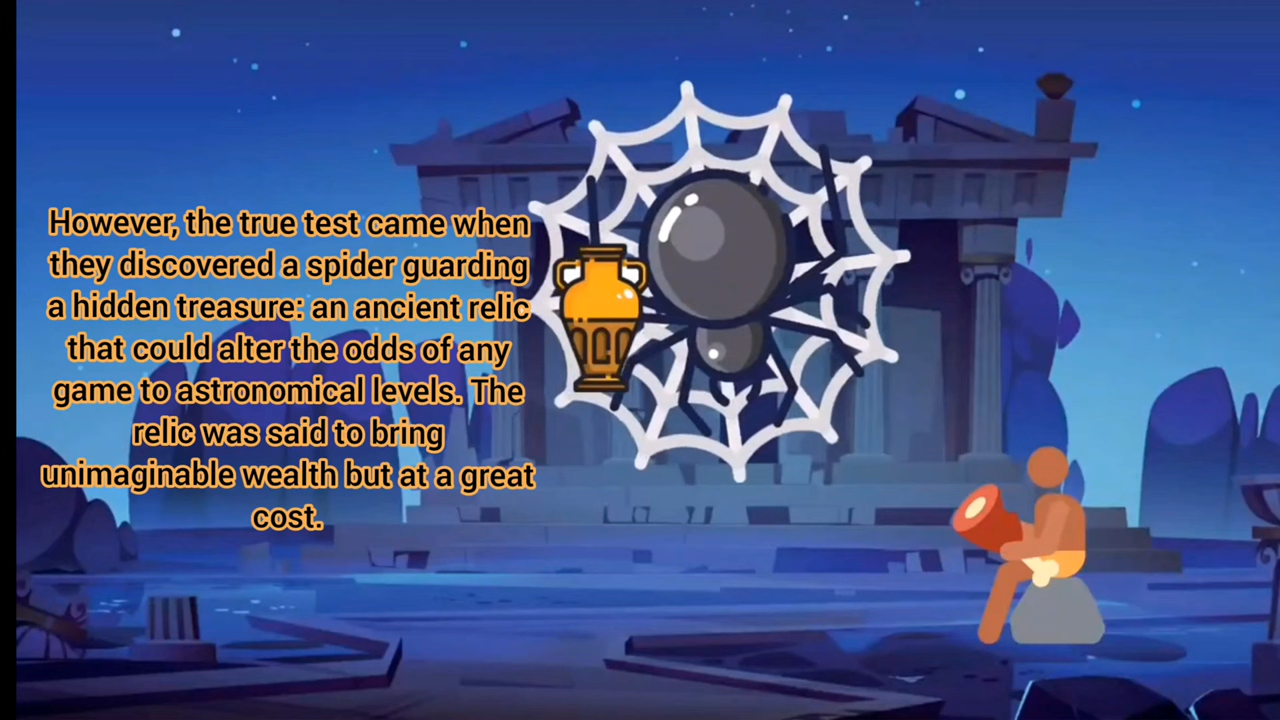 However, the true test came when
they discovered a spider guarding
a hidden treasure: an ancient relic
that could alter the odds of any
game to astronomical levels. The
relic was said to bring
unimaginable wealth but at a great
cost.